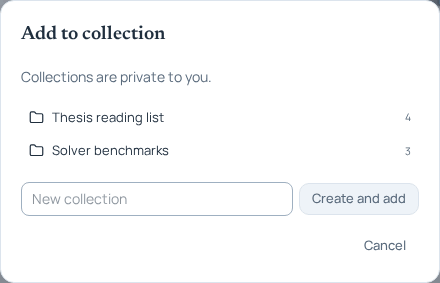 Add to collection
Collections are private to you.
Thesis reading list 4
Solver benchmarks 3
New collection Create and add
Cancel